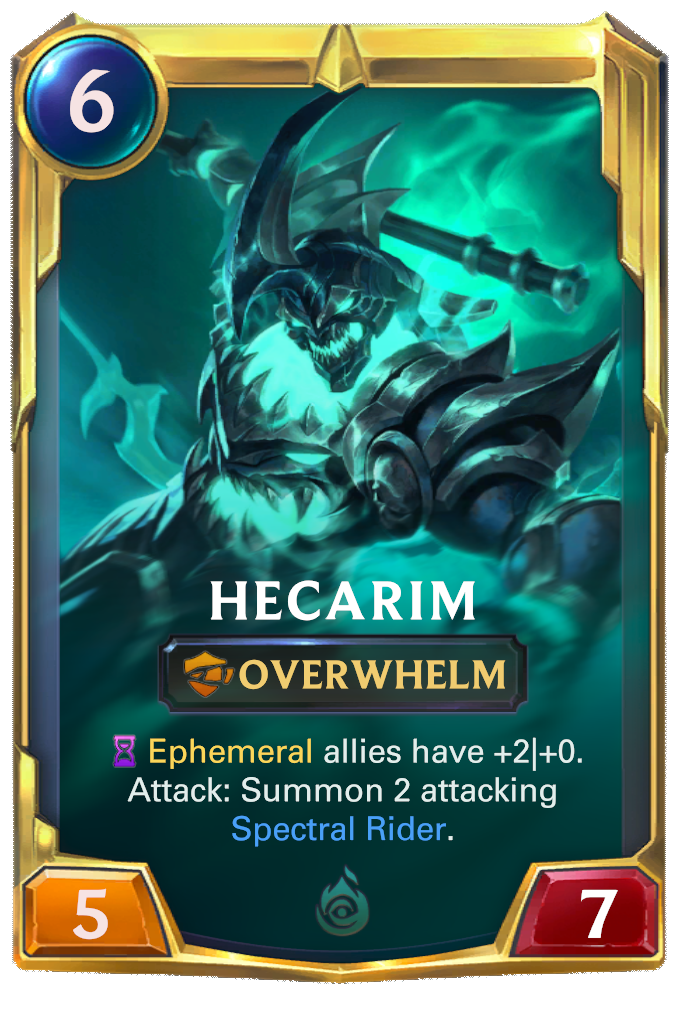 6
HECARIM
OVERWHELM
Ephemeral allies have +2|+0.
Attack: Summon 2 attacking
Spectral Rider.
5
7